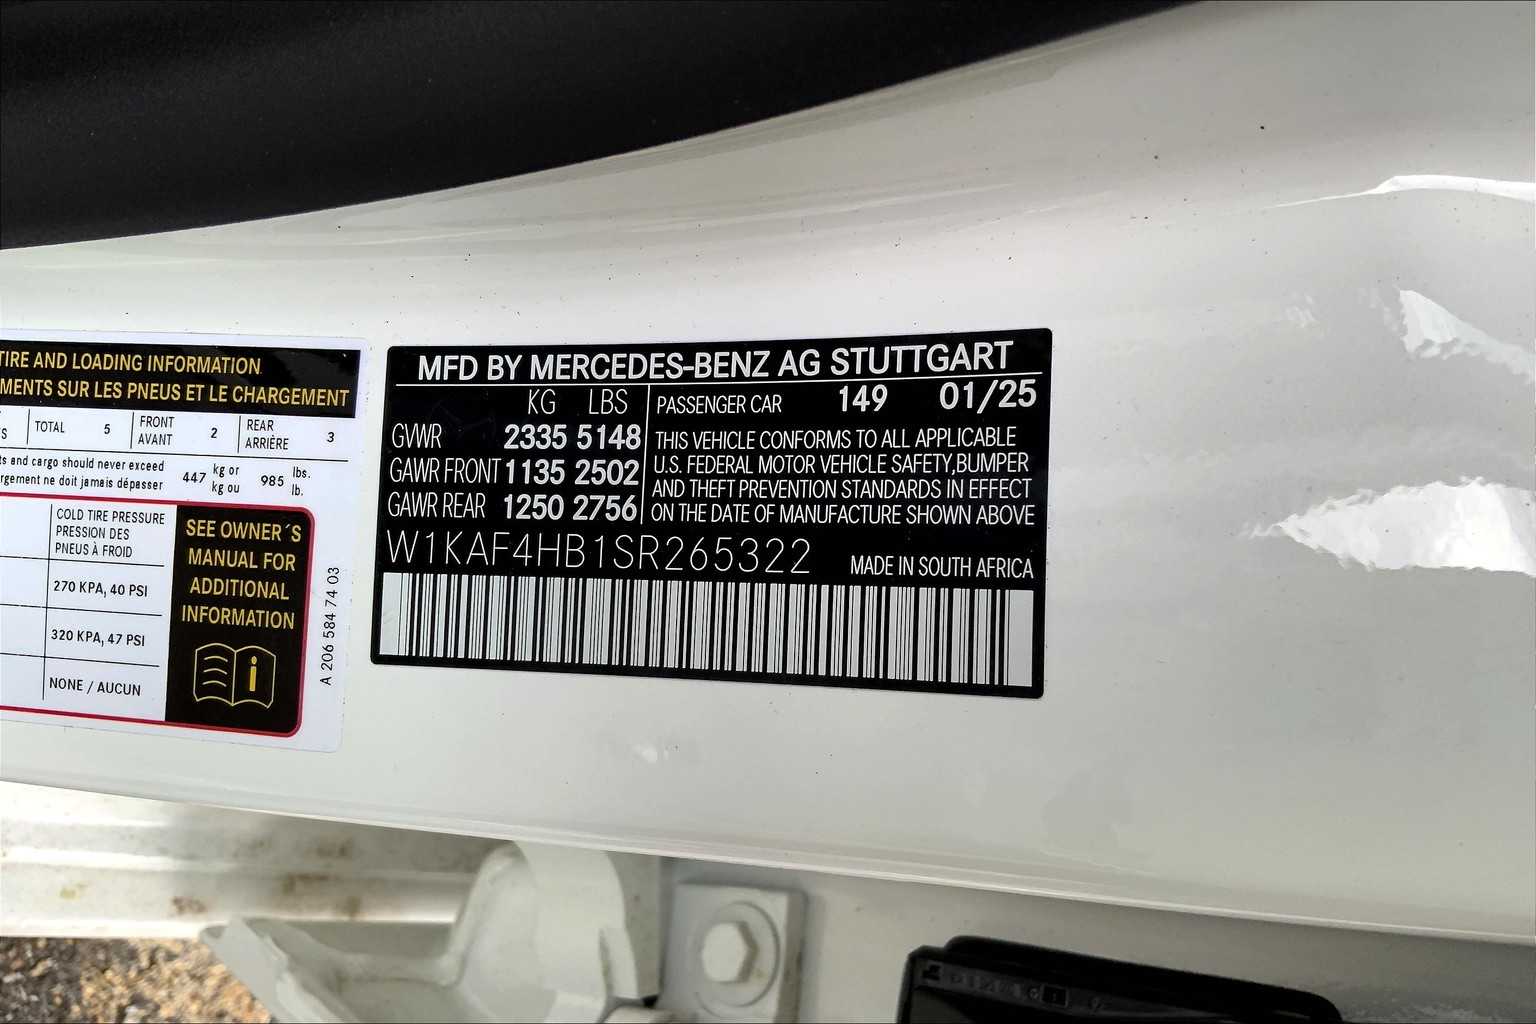 TIRE AND LOADING INFORMATION
MENTS SUR LES PNEUS ET LE CHARGEMENT
S TOTAL 5 FRONT AVANT 2 REAR ARRIÈRE 3
ts and cargo should never exceed 447 kg or 985 lbs.
rgement ne doit jamais dépasser kg ou lb.
COLD TIRE PRESSURE
PRESSION DES
PNEUS À FROID
270 KPA, 40 PSI
320 KPA, 47 PSI
NONE / AUCUN
SEE OWNER´S
MANUAL FOR
ADDITIONAL
INFORMATION
i
A 206 584 74 03
MFD BY MERCEDES-BENZ AG STUTTGART
KG LBS
GVWR 2335 5148
GAWR FRONT 1135 2502
GAWR REAR 1250 2756
PASSENGER CAR 149 01/25
THIS VEHICLE CONFORMS TO ALL APPLICABLE
U.S. FEDERAL MOTOR VEHICLE SAFETY,BUMPER
AND THEFT PREVENTION STANDARDS IN EFFECT
ON THE DATE OF MANUFACTURE SHOWN ABOVE
W1KAF4HB1SR265322
MADE IN SOUTH AFRICA